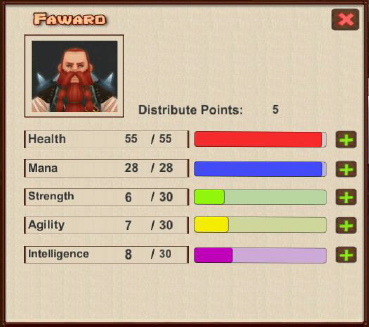 Faward
Distribute Points: 5
Health 55 / 55
Mana 28 / 28
Strength 6 / 30
Agility 7 / 30
Intelligence 8 / 30